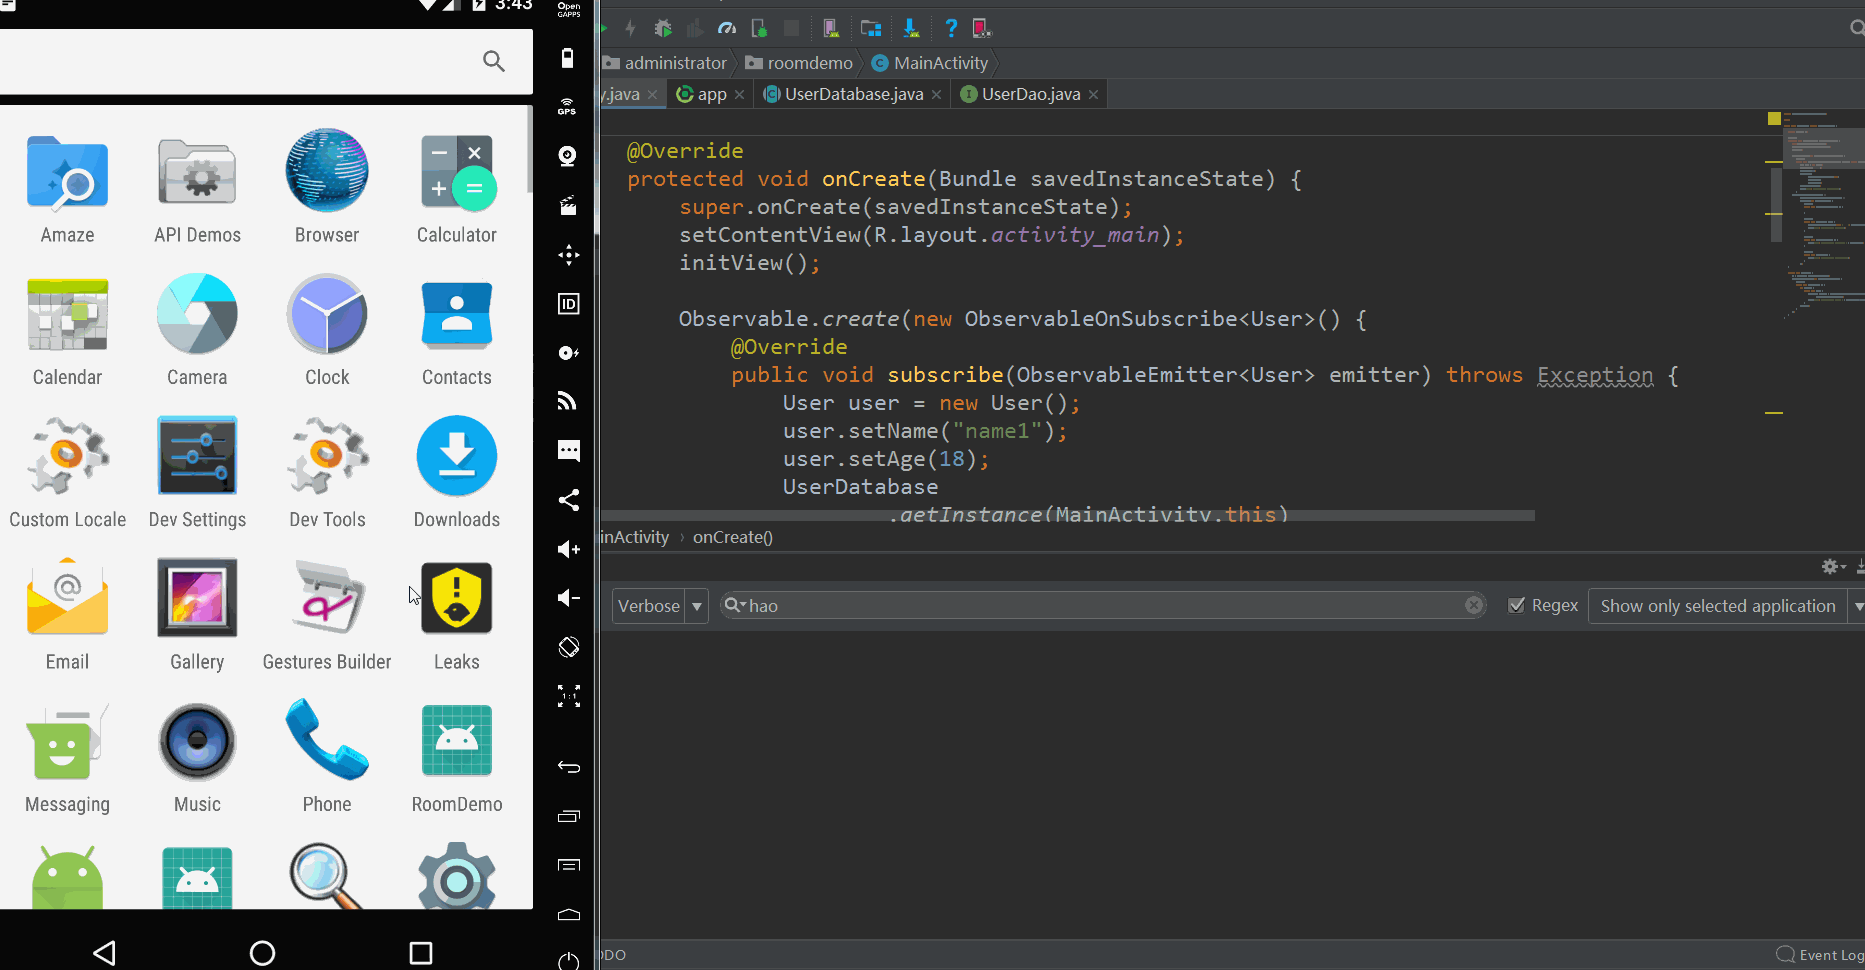 3:43
Open
GAPPS
GPS
ID
1:1
Amaze
API Demos
Browser
Calculator
Calendar
Camera
Clock
Contacts
Custom Locale
Dev Settings
Dev Tools
Downloads
Email
Gallery
Gestures Builder
Leaks
Messaging
Music
Phone
RoomDemo
administrator
roomdemo
MainActivity
y.java
app
UserDatabase.java
UserDao.java
@Override
protected void onCreate(Bundle savedInstanceState) {
super.onCreate(savedInstanceState);
setContentView(R.layout.activity_main);
initView();
Observable.create(new ObservableOnSubscribe<User>() {
@Override
public void subscribe(ObservableEmitter<User> emitter) throws Exception {
User user = new User();
user.setName("name1");
user.setAge(18);
UserDatabase
.getInstance(MainActivity.this)
inActivity › onCreate()
Verbose
hao
Regex
Show only selected application
DO
Event Log